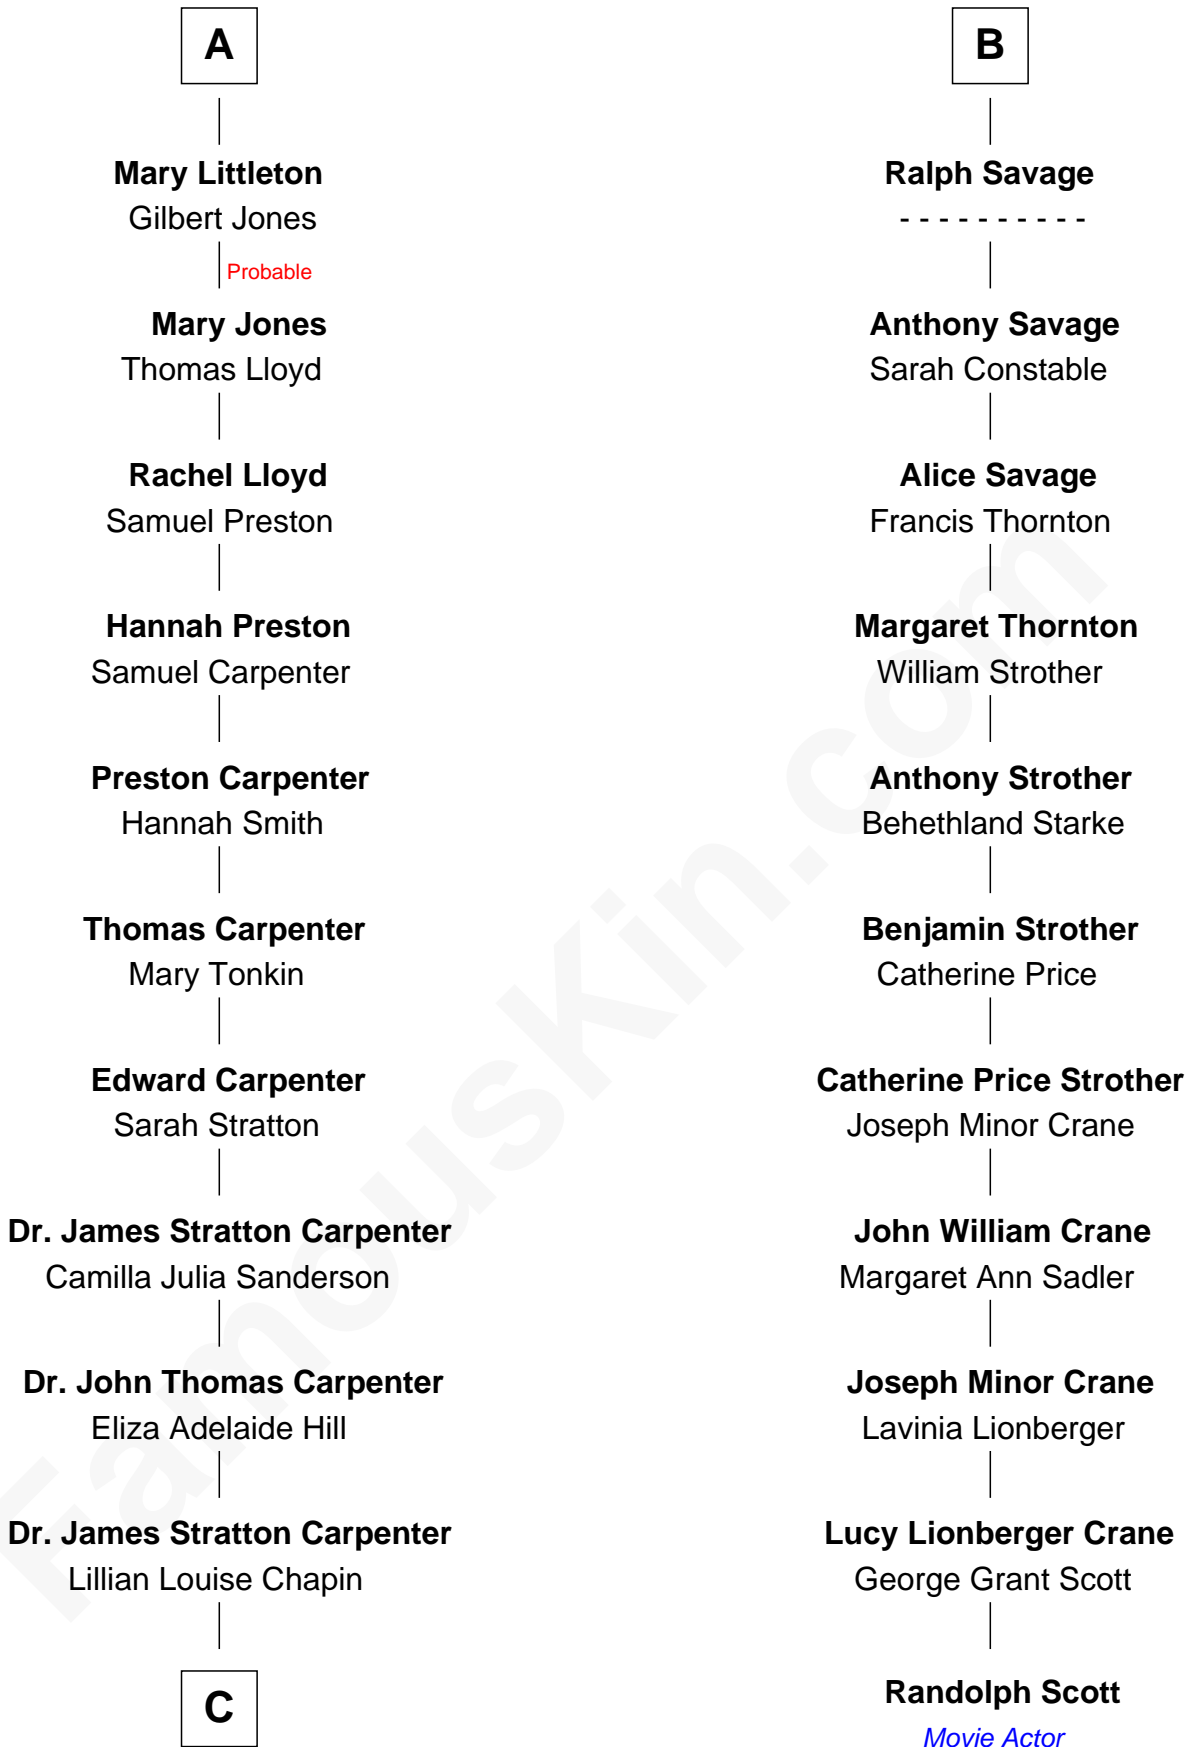 A
Mary Littleton
Gilbert Jones
Probable
Mary Jones
Thomas Lloyd
Rachel Lloyd
Samuel Preston
Hannah Preston
Samuel Carpenter
Preston Carpenter
Hannah Smith
Thomas Carpenter
Mary Tonkin
Edward Carpenter
Sarah Stratton
Dr. James Stratton Carpenter
Camilla Julia Sanderson
Dr. John Thomas Carpenter
Eliza Adelaide Hill
Dr. James Stratton Carpenter
Lillian Louise Chapin
C
B
Ralph Savage
- - - - - - - - - -
Anthony Savage
Sarah Constable
Alice Savage
Francis Thornton
Margaret Thornton
William Strother
Anthony Strother
Behethland Starke
Benjamin Strother
Catherine Price
Catherine Price Strother
Joseph Minor Crane
John William Crane
Margaret Ann Sadler
Joseph Minor Crane
Lavinia Lionberger
Lucy Lionberger Crane
George Grant Scott
Randolph Scott
Movie Actor
FamousKin.com